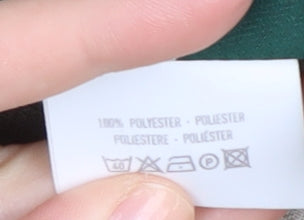 100% POLYESTER · POLIESTER
POLIESTERE · POLIÉSTER
40 P